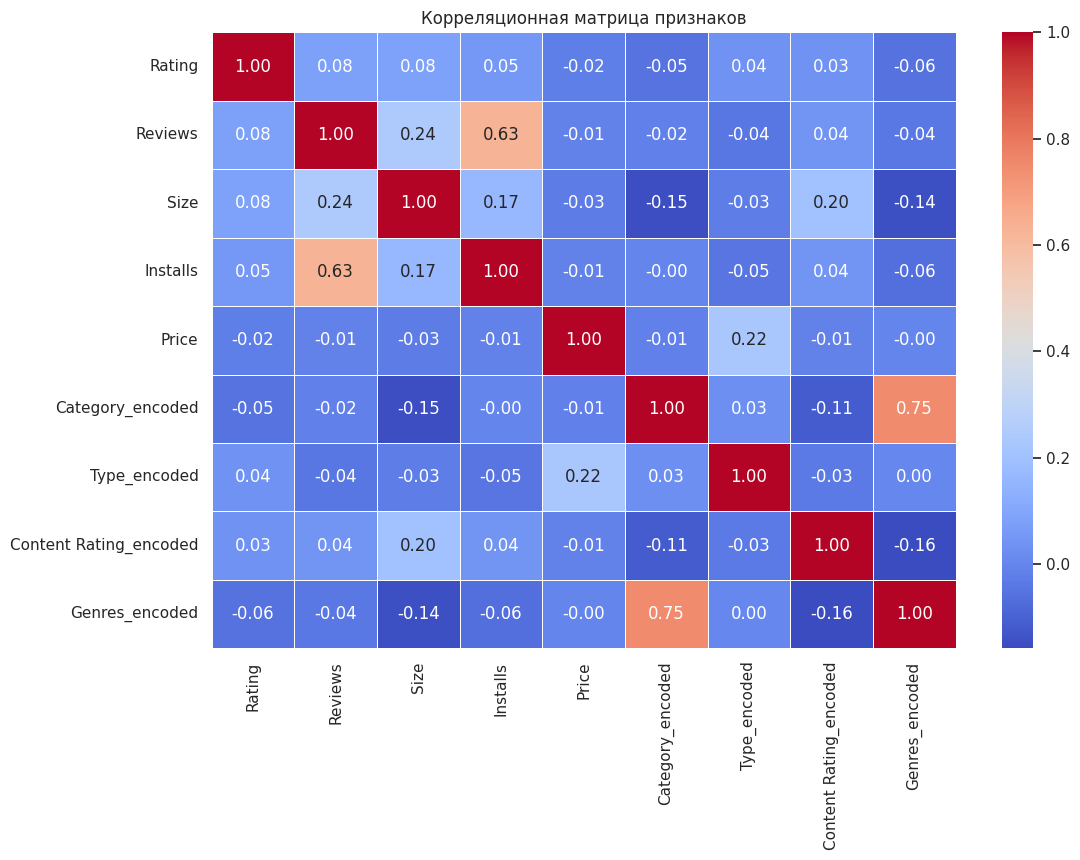 Корреляционная матрица признаков
Rating 1.00 0.08 0.08 0.05 -0.02 -0.05 0.04 0.03 -0.06
Reviews 0.08 1.00 0.24 0.63 -0.01 -0.02 -0.04 0.04 -0.04
Size 0.08 0.24 1.00 0.17 -0.03 -0.15 -0.03 0.20 -0.14
Installs 0.05 0.63 0.17 1.00 -0.01 -0.00 -0.05 0.04 -0.06
Price -0.02 -0.01 -0.03 -0.01 1.00 -0.01 0.22 -0.01 -0.00
Category_encoded -0.05 -0.02 -0.15 -0.00 -0.01 1.00 0.03 -0.11 0.75
Type_encoded 0.04 -0.04 -0.03 -0.05 0.22 0.03 1.00 -0.03 0.00
Content Rating_encoded 0.03 0.04 0.20 0.04 -0.01 -0.11 -0.03 1.00 -0.16
Genres_encoded -0.06 -0.04 -0.14 -0.06 -0.00 0.75 0.00 -0.16 1.00
Rating
Reviews
Size
Installs
Price
Category_encoded
Type_encoded
Content Rating_encoded
Genres_encoded
1.0
0.8
0.6
0.4
0.2
0.0